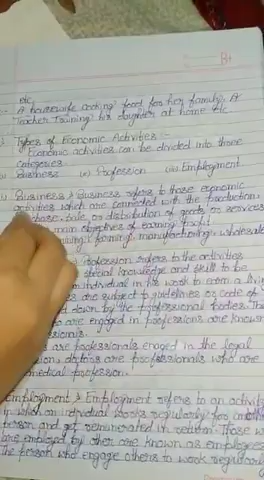 etc
A housewife cooking food for her family. A
Teacher Training his daughter at home etc
Types of Economic Activities :-
Economic activities can be divided into three
categories.
Business (ii) Profession (iii) Employment
Business > Business refers to those economic
activities which are connected with the production
purchase, sale, or distribution of goods or services
main objectives of earning profit
mining, farming, manufacturing, wholesale
Profession refers to the activities
special knowledge and skill to be
individual in his work to earn a living
are subject to guidelines or code of
down by the professional bodies. Those
are engaged in professions are known
are professionals engaged in the legal
doctors are professionals who are
medical profession.
Employment > Employment refers to an activity
in which an individual works regularly for another
person and get remunerated in return. Those w
are employed by other are known as employees
the person who engage others to work regularly